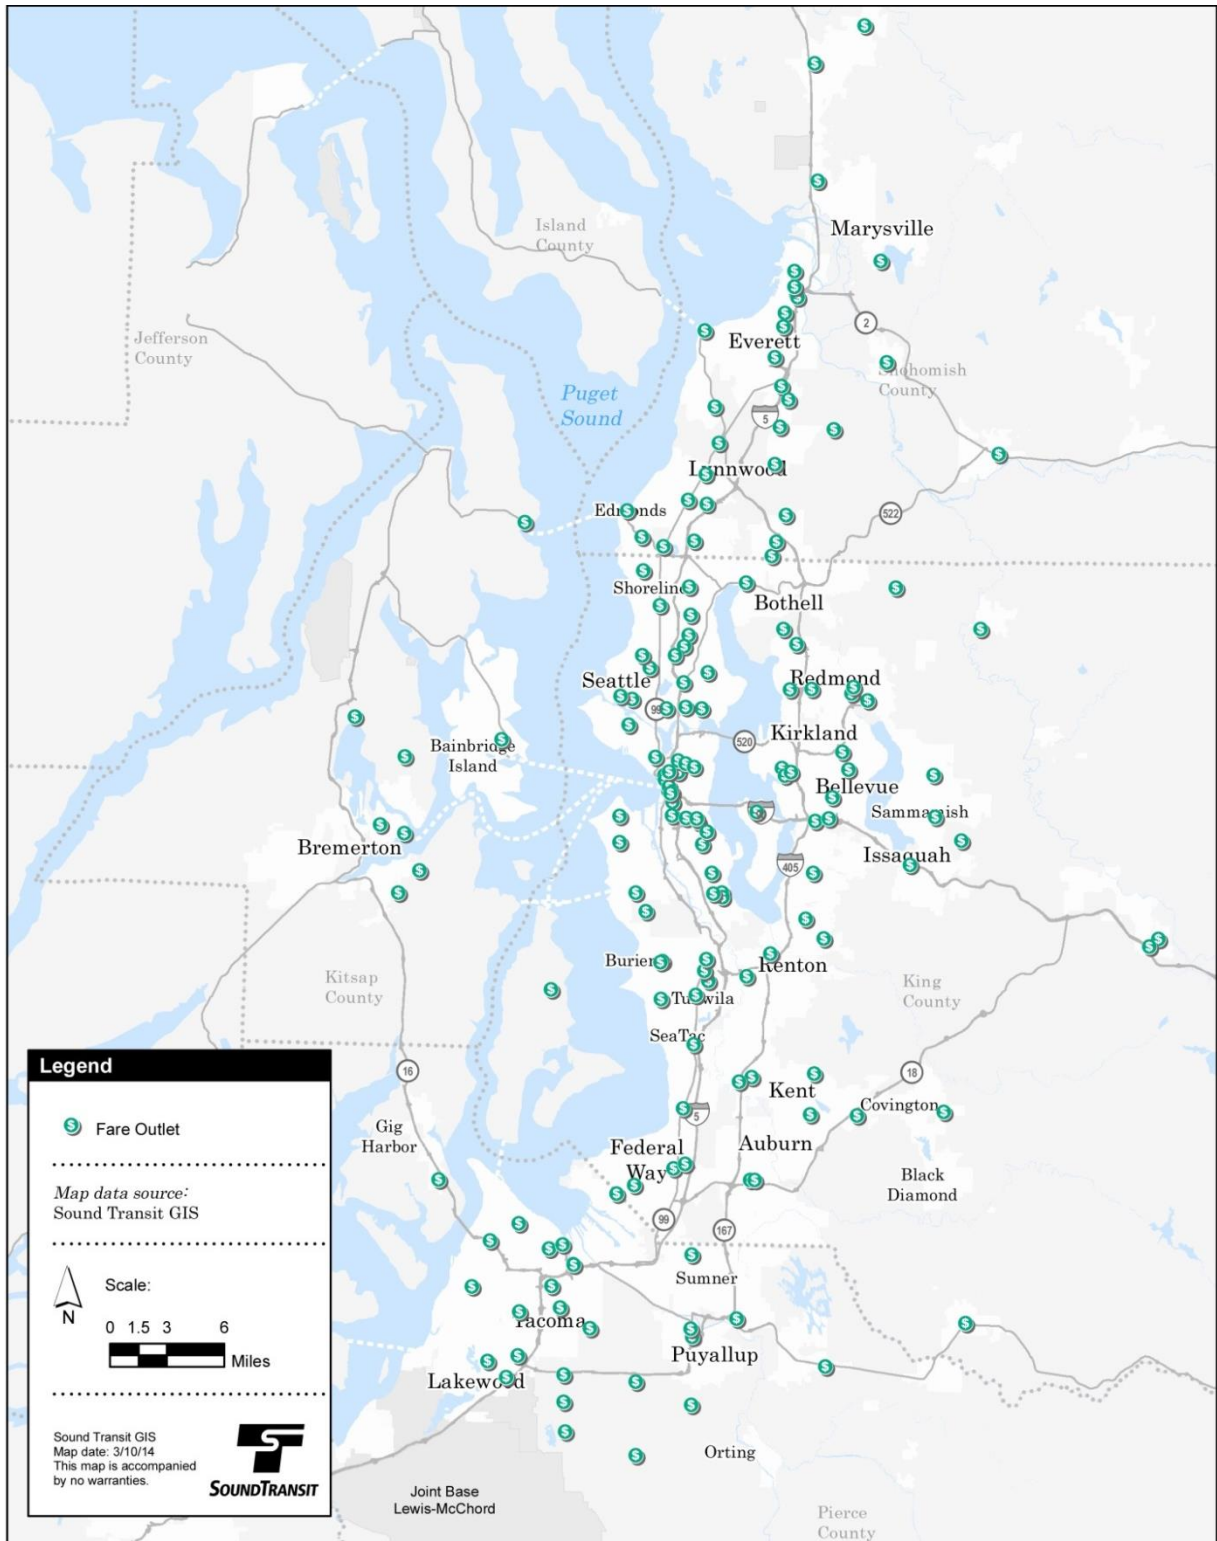 Marysville
Island
County
2
Jefferson
County
Everett
Snohomish
County
Puget
Sound
5
Lynnwood
Edmonds
522
Shoreline
Bothell
Seattle
Redmond
99
Kirkland
520
Bainbridge
Island
Bellevue
Sammamish
90
Bremerton
Issaquah
405
Burien
Renton
Kitsap
County
King
County
Tukwila
SeaTac
16
18
Kent
Covington
5
Gig
Harbor
Auburn
Federal
Way
Black
Diamond
99
167
Sumner
Tacoma
Puyallup
Lakewood
Orting
Joint Base
Lewis-McChord
Pierce
County
Legend
$ Fare Outlet
Map data source:
Sound Transit GIS
N
Scale:
0 1.5 3 6
Miles
Sound Transit GIS
Map date: 3/10/14
This map is accompanied
by no warranties.
SOUNDTRANSIT